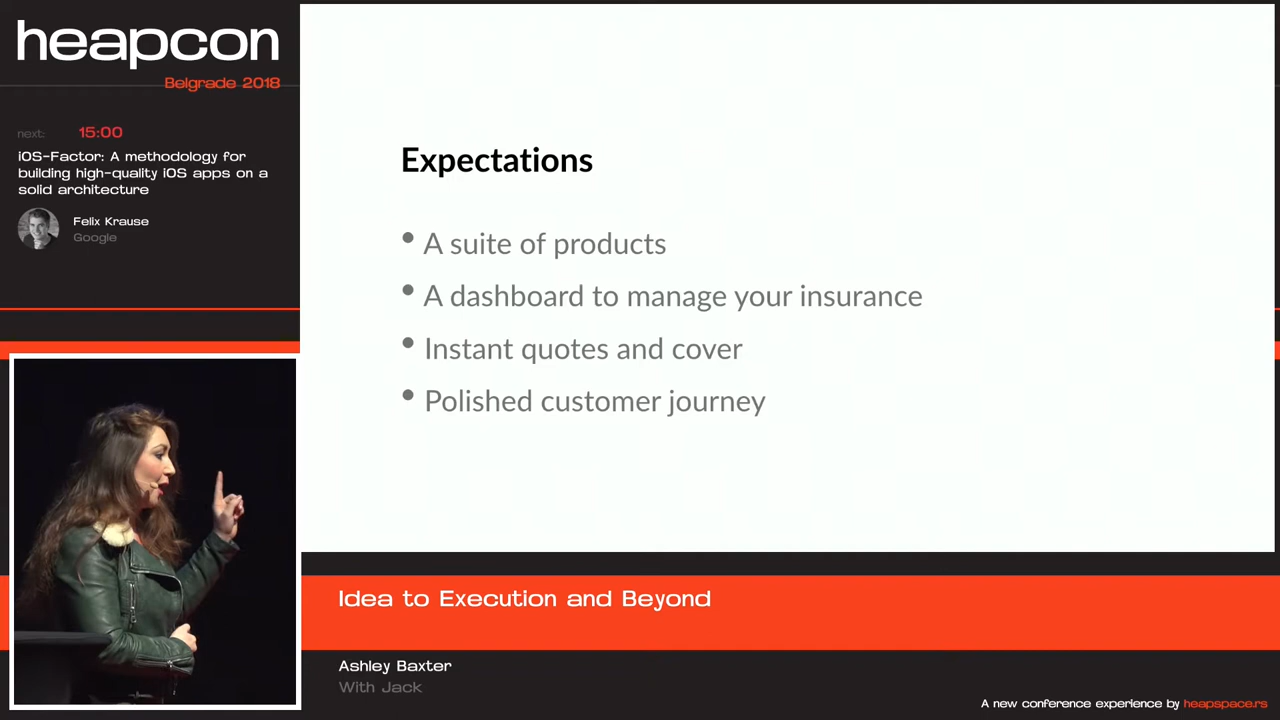 heapcon
Belgrade 2018
next: 15:00
iOS-Factor: A methodology for
building high-quality iOS apps on a
solid architecture
Felix Krause
Google
Expectations
• A suite of products
• A dashboard to manage your insurance
• Instant quotes and cover
• Polished customer journey
Idea to Execution and Beyond
Ashley Baxter
With Jack
A new conference experience by heapspace.rs